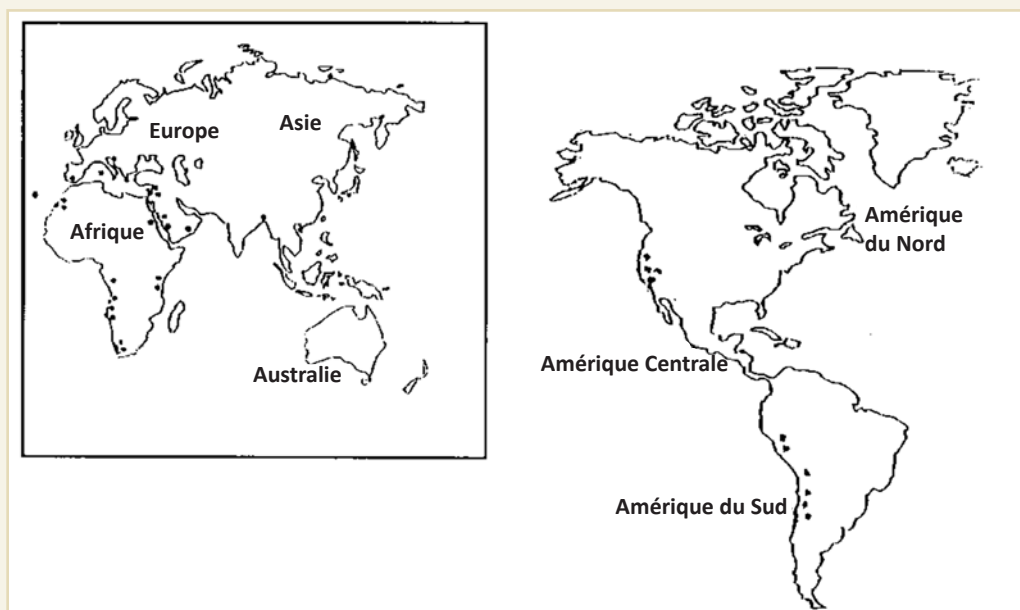 Europe
Asie
Afrique
Australie
Amérique
du Nord
Amérique Centrale
Amérique du Sud